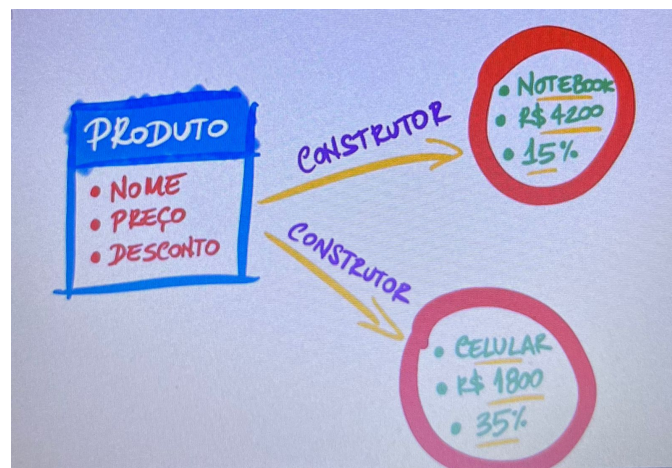 PRODUTO
• NOME
• PREÇO
• DESCONTO
CONSTRUTOR
• NOTEBOOK
• R$ 4200
• 15%
CONSTRUTOR
• CELULAR
• R$ 1800
• 35%